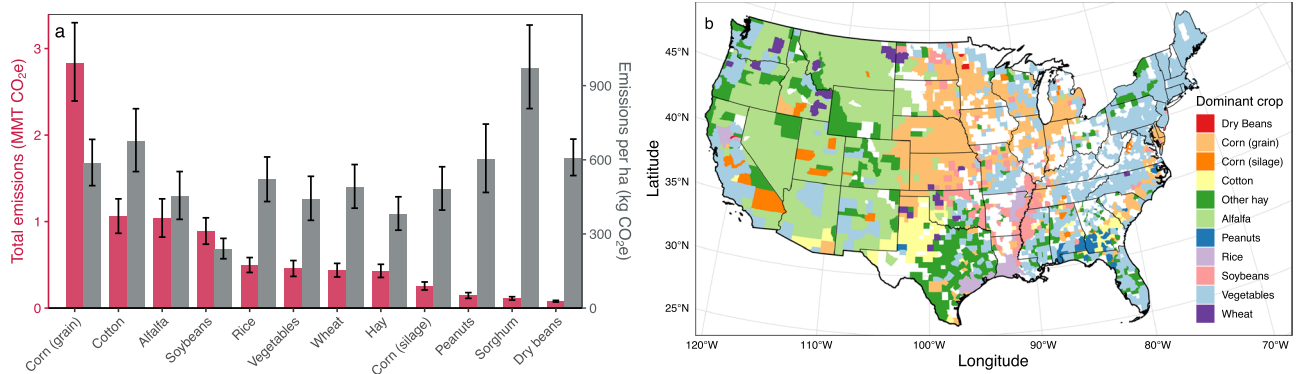 a
Total emissions (MMT CO₂e)
3
2
1
0
900
600
300
0
Emissions per ha (kg CO₂e)
Corn (grain)
Cotton
Alfalfa
Soybeans
Rice
Vegetables
Wheat
Hay
Corn (silage)
Peanuts
Sorghum
Dry beans
b
Latitude
45°N
40°N
35°N
30°N
25°N
120°W
110°W
100°W
90°W
80°W
70°W
Longitude
Dominant crop
Dry Beans
Corn (grain)
Corn (silage)
Cotton
Other hay
Alfalfa
Peanuts
Rice
Soybeans
Vegetables
Wheat